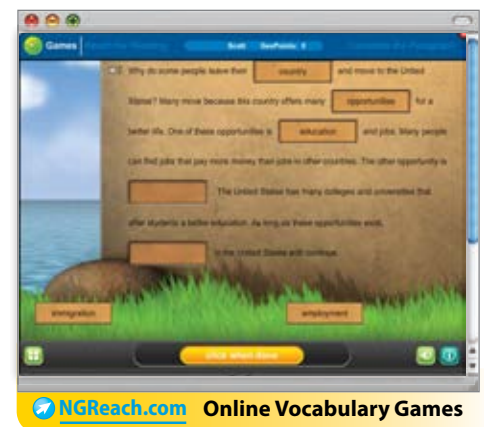 Games Scott GeoPoints: 0
Why do some people leave their country and move to the United
States? Many move because this country offers many opportunities for a
better life. One of these opportunities is education and jobs. Many people
can find jobs that pay more money than jobs in other countries. The other opportunity is
The United States has many colleges and universities that
offer students a better education. As long as these opportunities exist,
in the United States will continue.
immigration employment
click when done
NGReach.com Online Vocabulary Games